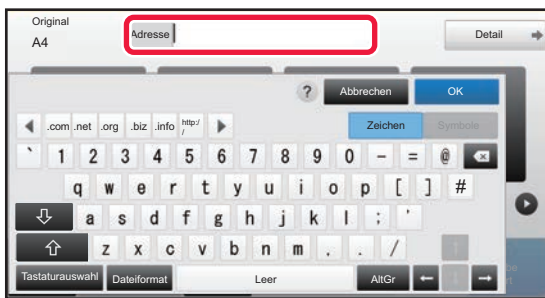 Original
A4
Adresse
Detail
? Abbrechen OK
.com .net .org .biz .info http:/
/
Zeichen Symbole
` 1 2 3 4 5 6 7 8 9 0 - = @
q w e r t y u i o p [ ] #
a s d f g h j k l ; '
z x c v b n m , . /
Tastaturauswahl Dateiformat Leer AltGr